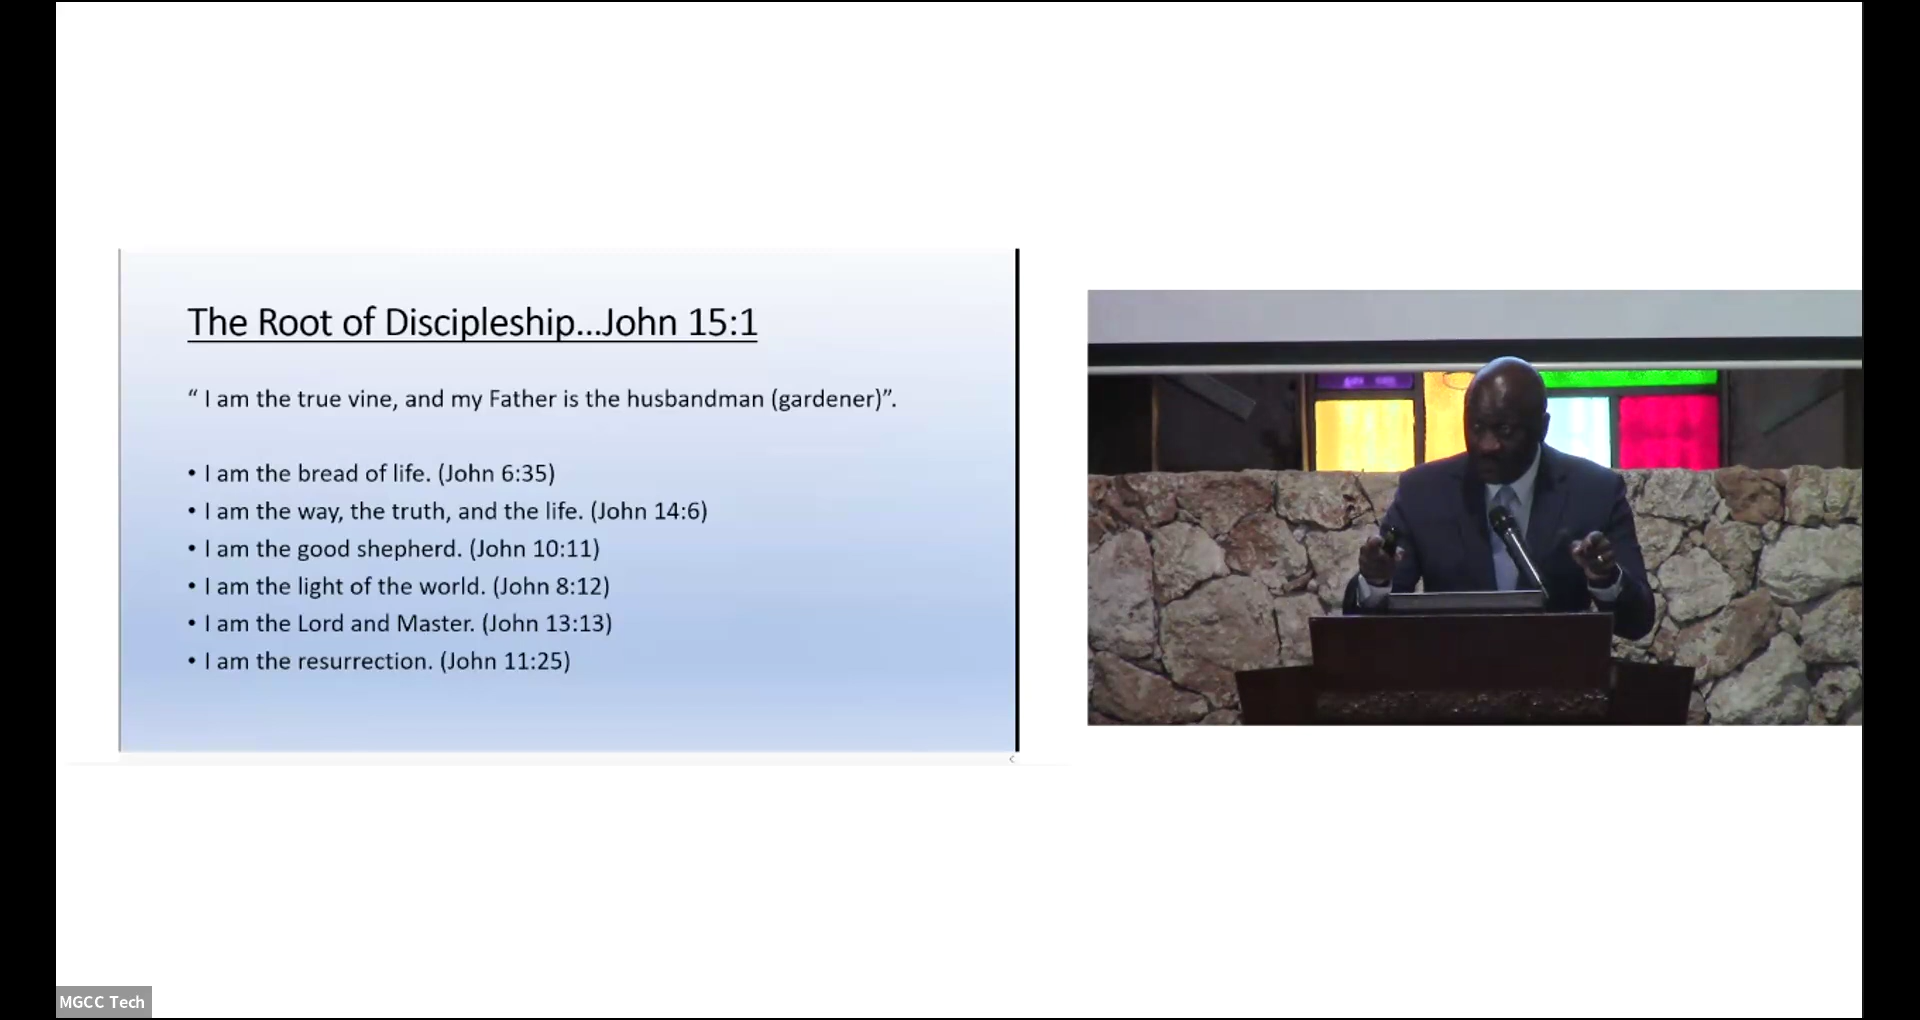 The Root of Discipleship...John 15:1
“ I am the true vine, and my Father is the husbandman (gardener)”.
• I am the bread of life. (John 6:35)
• I am the way, the truth, and the life. (John 14:6)
• I am the good shepherd. (John 10:11)
• I am the light of the world. (John 8:12)
• I am the Lord and Master. (John 13:13)
• I am the resurrection. (John 11:25)
MGCC Tech